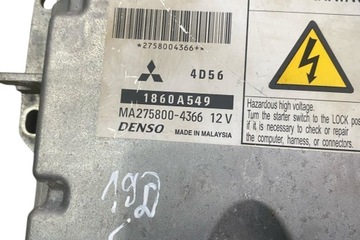 *2758004366+*
4D56
1860A549
MA275800-4366 12V
DENSO MADE IN MALAYSIA
Hazardous high voltage.
Turn the starter switch to the LOCK pos
if it is necessary to check or repair
the computer, harness, or connectors.
19D